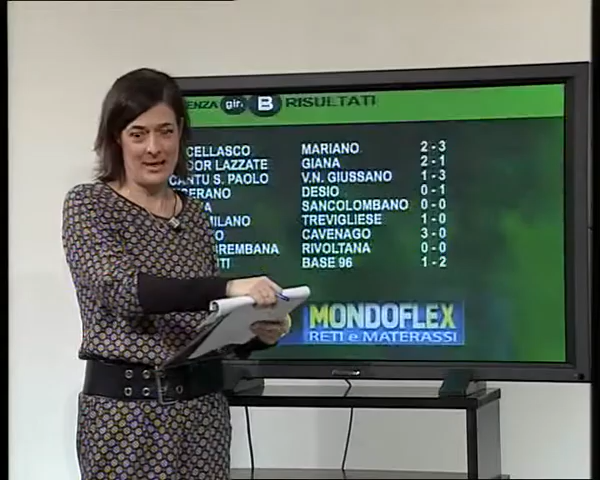 ENZA gir. B RISULTATI
CELLASCO MARIANO 2-3
DOR LAZZATE GIANA 2-1
CANTU S. PAOLO V.N. GIUSSANO 1-3
DESIO 0-1
SANCOLOMBANO 0-0
MILANO TREVIGLIESE 1-0
CAVENAGO 3-0
BREMBANA RIVOLTANA 0-0
TI BASE 96 1-2
MONDOFLEX
RETI e MATERASSI